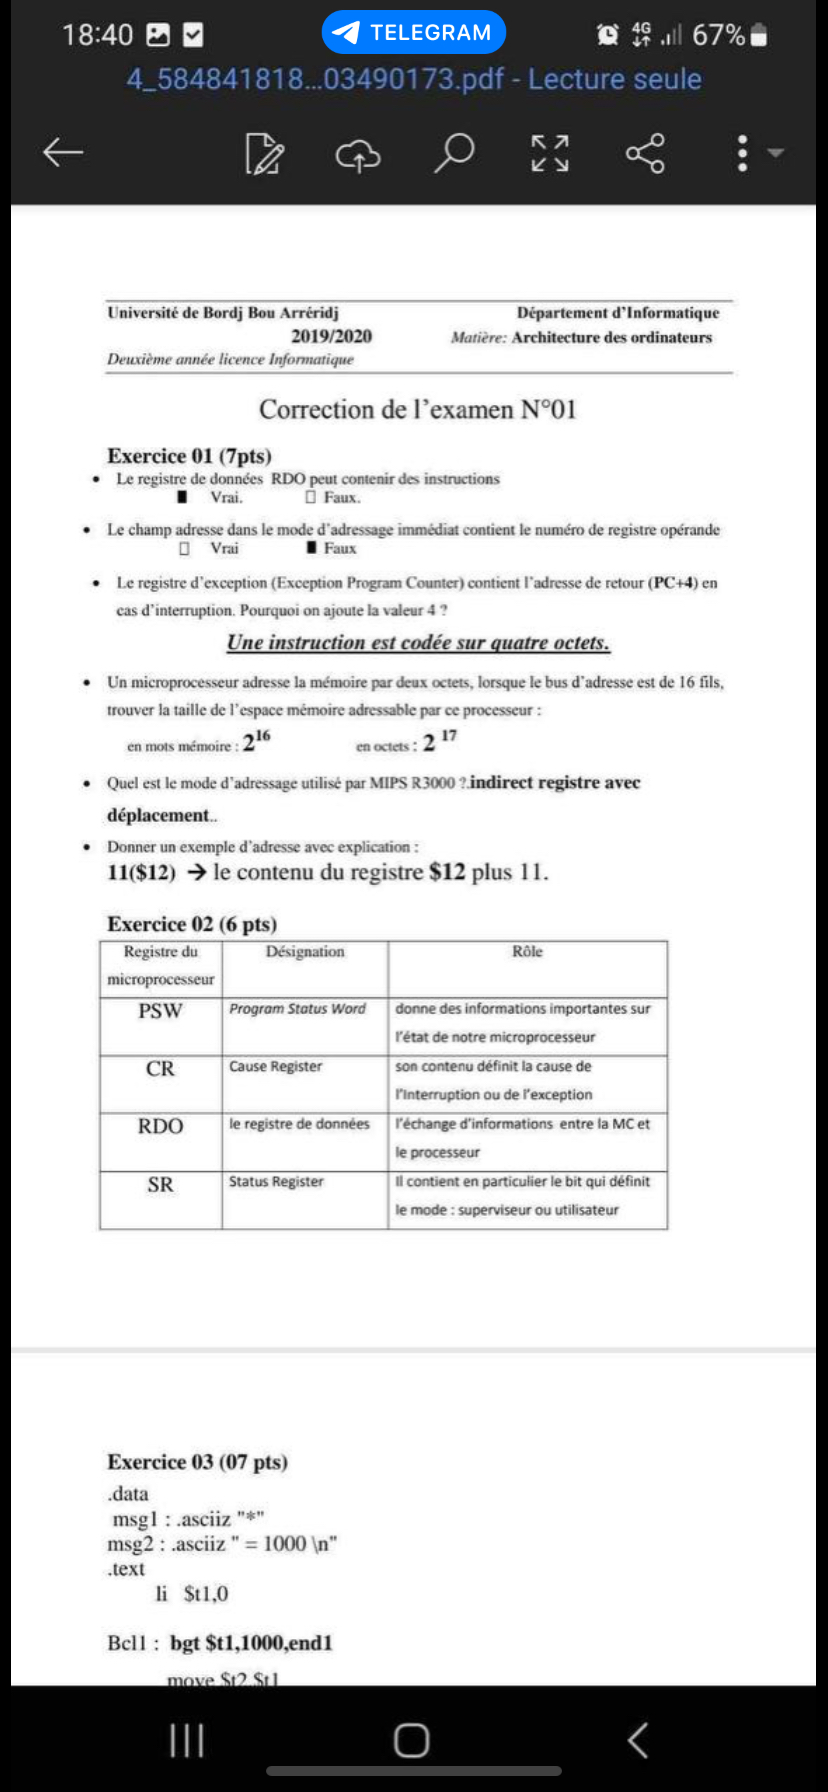 18:40 TELEGRAM 4G 67%
4_584841818...03490173.pdf - Lecture seule
Université de Bordj Bou Arréridj Département d'Informatique
2019/2020 Matière: Architecture des ordinateurs
Deuxième année licence Informatique
Correction de l'examen N°01
Exercice 01 (7pts)
• Le registre de données RDO peut contenir des instructions
■ Vrai. □ Faux.
• Le champ adresse dans le mode d'adressage immédiat contient le numéro de registre opérande
□ Vrai ■ Faux
• Le registre d'exception (Exception Program Counter) contient l'adresse de retour (PC+4) en
cas d'interruption. Pourquoi on ajoute la valeur 4 ?
Une instruction est codée sur quatre octets.
• Un microprocesseur adresse la mémoire par deux octets, lorsque le bus d'adresse est de 16 fils,
trouver la taille de l'espace mémoire adressable par ce processeur :
en mots mémoire : 2^16 en octets : 2^17
• Quel est le mode d'adressage utilisé par MIPS R3000 ?.indirect registre avec
déplacement..
• Donner un exemple d'adresse avec explication :
11($12) → le contenu du registre $12 plus 11.
Exercice 02 (6 pts)
Registre du Désignation Rôle
microprocesseur
PSW Program Status Word donne des informations importantes sur
l'état de notre microprocesseur
CR Cause Register son contenu définit la cause de
l'Interruption ou de l'exception
RDO le registre de données l'échange d'informations entre la MC et
le processeur
SR Status Register Il contient en particulier le bit qui définit
le mode : superviseur ou utilisateur
Exercice 03 (07 pts)
.data
msg1 : .asciiz "*"
msg2 : .asciiz " = 1000 \n"
.text
li $t1,0
Bcl1 : bgt $t1,1000,end1
move $t2,$t1